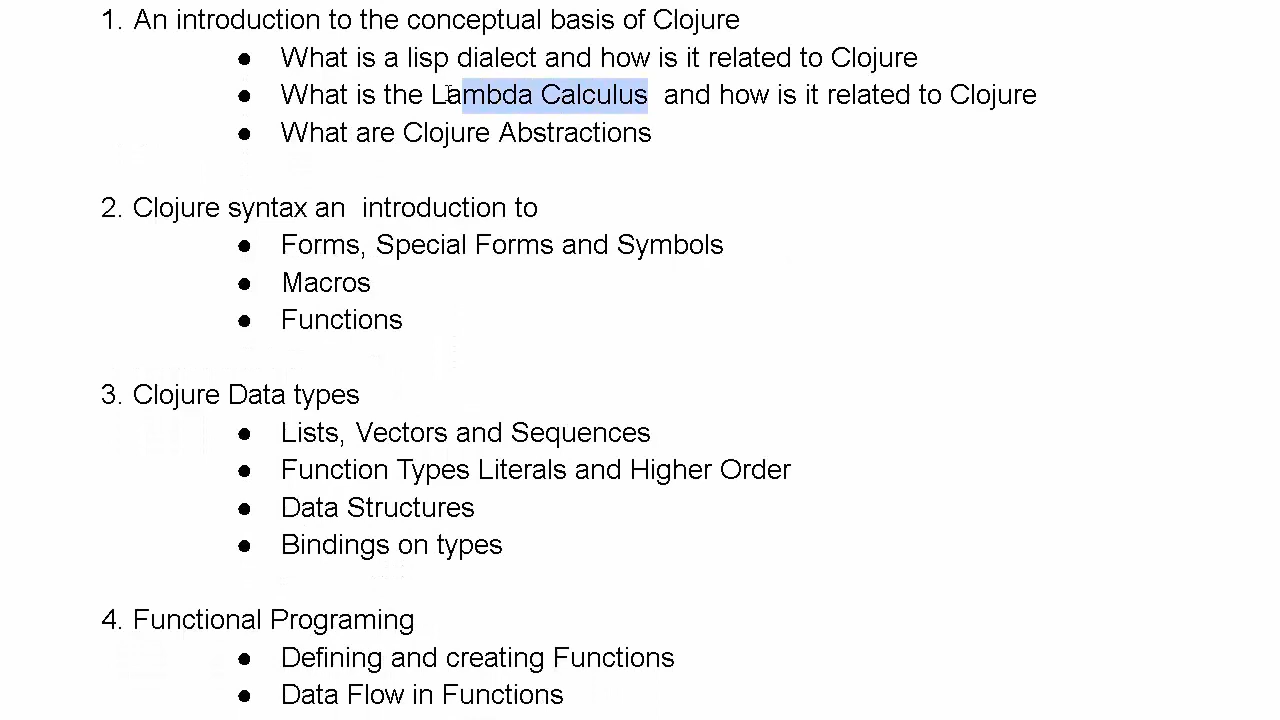 1. An introduction to the conceptual basis of Clojure
● What is a lisp dialect and how is it related to Clojure
● What is the Lambda Calculus  and how is it related to Clojure
● What are Clojure Abstractions
2. Clojure syntax an  introduction to
● Forms, Special Forms and Symbols
● Macros
● Functions
3. Clojure Data types
● Lists, Vectors and Sequences
● Function Types Literals and Higher Order
● Data Structures
● Bindings on types
4. Functional Programing
● Defining and creating Functions
● Data Flow in Functions